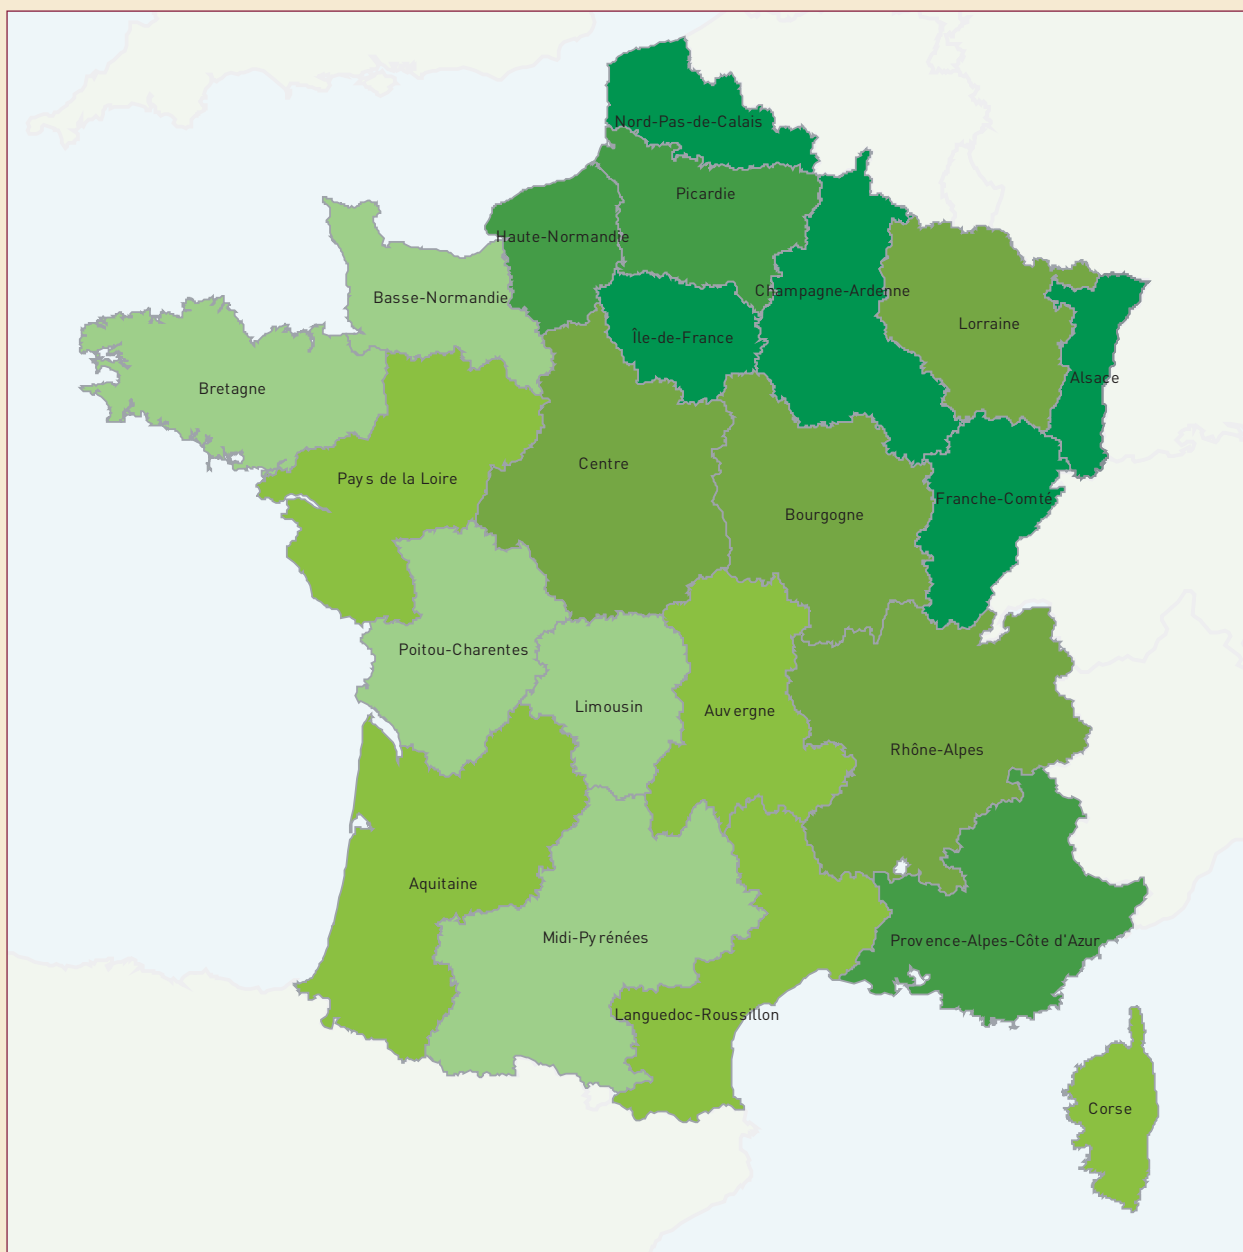 Nord-Pas-de-Calais
Picardie
Haute-Normandie
Champagne-Ardenne
Basse-Normandie
Lorraine
Île-de-France
Alsace
Bretagne
Centre
Pays de la Loire
Franche-Comté
Bourgogne
Poitou-Charentes
Limousin
Auvergne
Rhône-Alpes
Aquitaine
Midi-Pyrénées
Provence-Alpes-Côte d'Azur
Languedoc-Roussillon
Corse